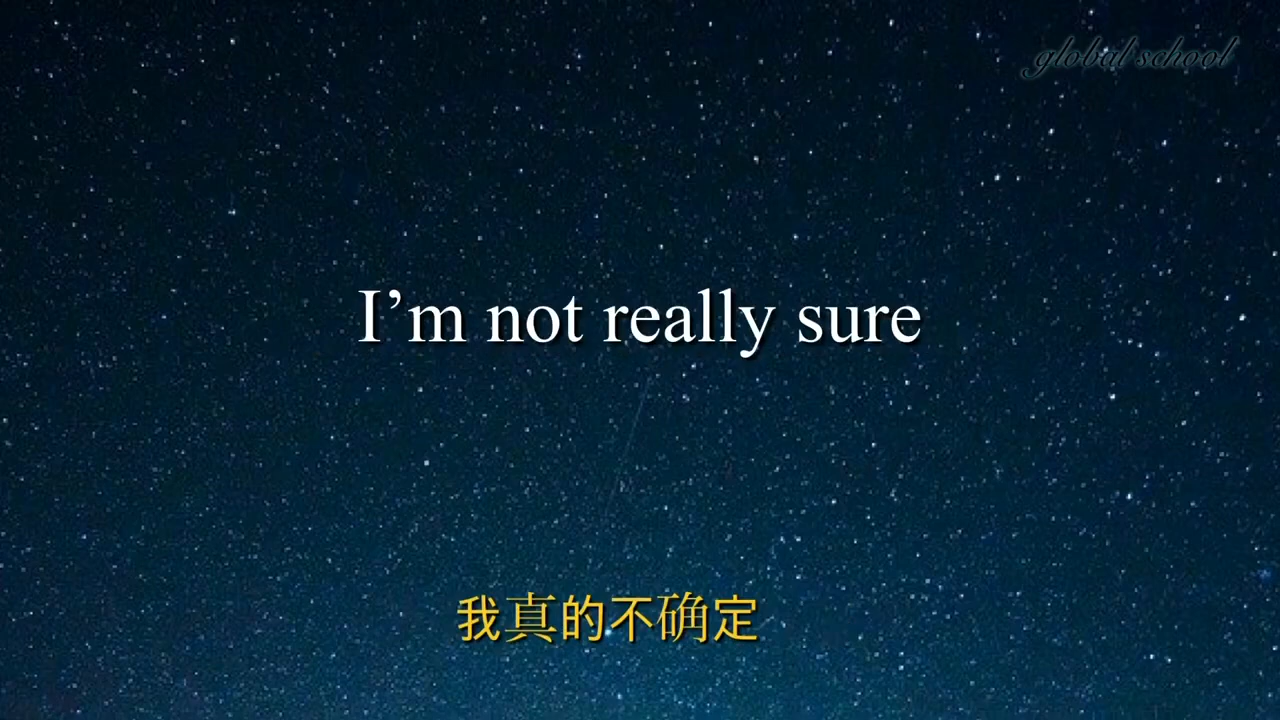 global school
I’m not really sure
我真的不确定